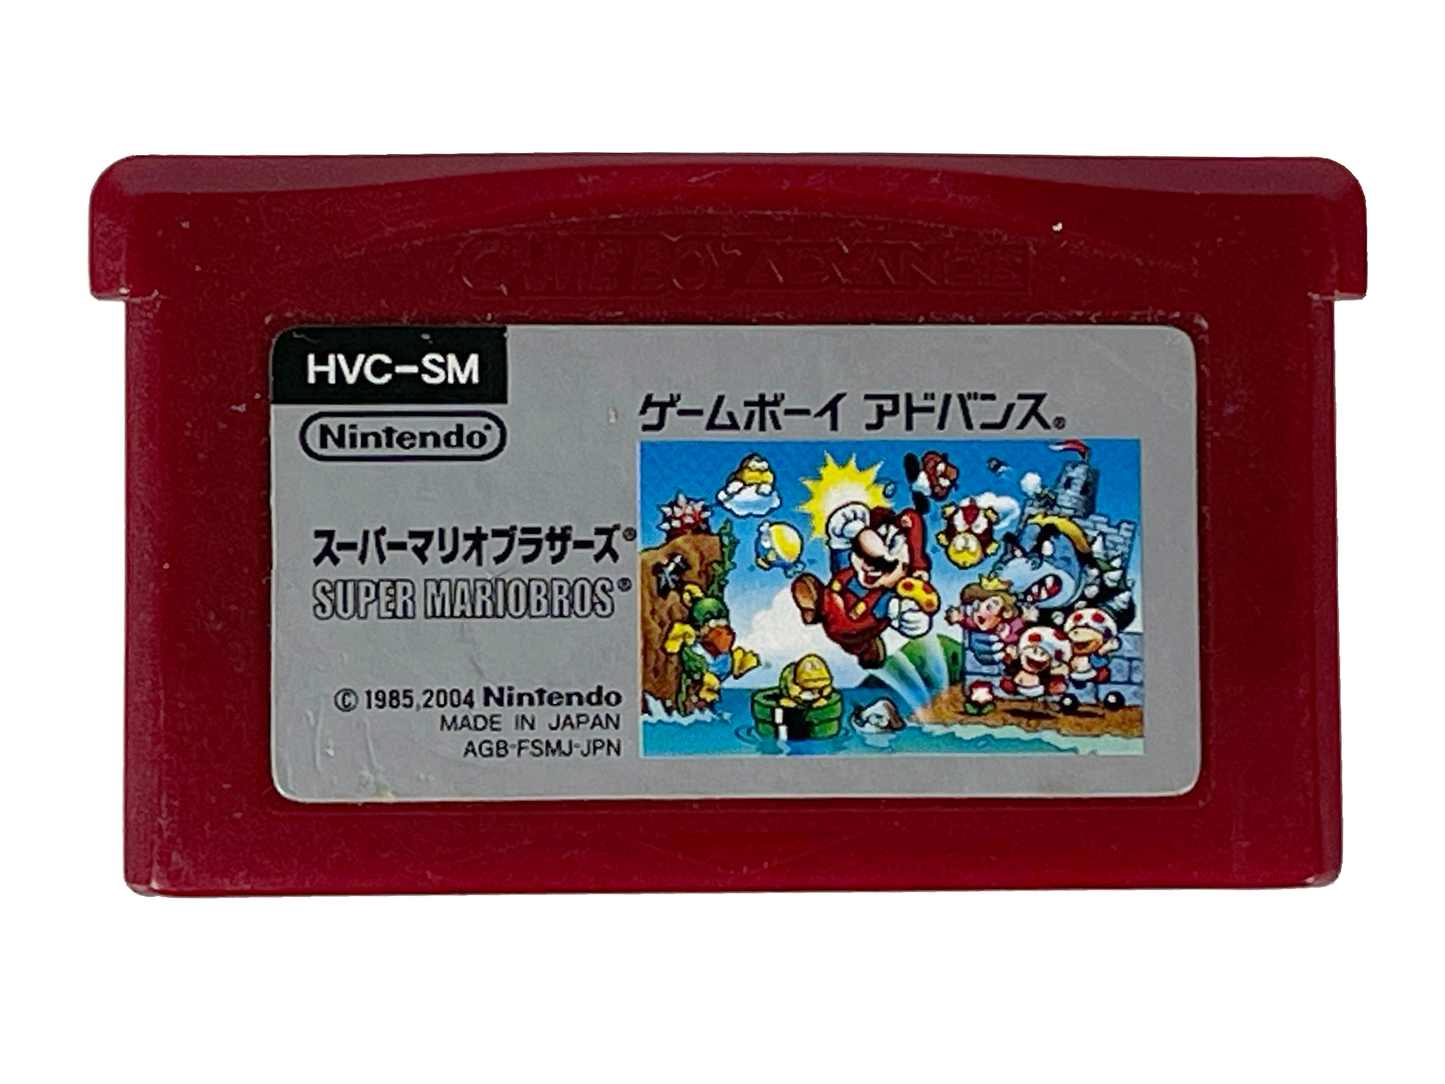 GAME BOY ADVANCE
HVC-SM
Nintendo®
ゲームボーイ アドバンス®
スーパーマリオブラザーズ®
SUPER MARIOBROS®
© 1985,2004 Nintendo
MADE IN JAPAN
AGB-FSMJ-JPN